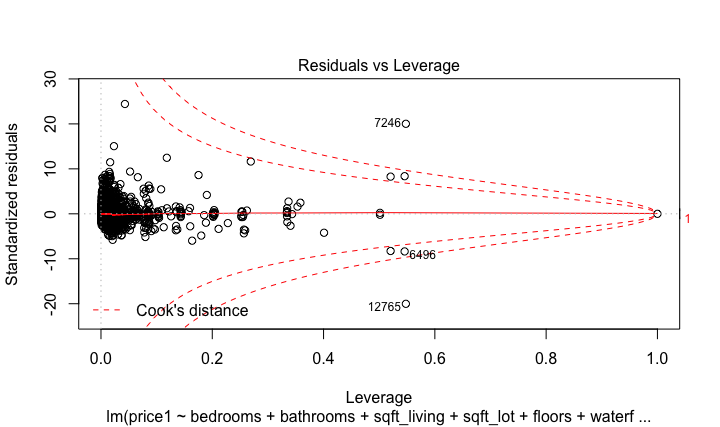 Residuals vs Leverage
30
20
10
0
-10
-20
Standardized residuals
7246
6496
12765
1
Cook's distance
0.0 0.2 0.4 0.6 0.8 1.0
Leverage
lm(price1 ~ bedrooms + bathrooms + sqft_living + sqft_lot + floors + waterf ...